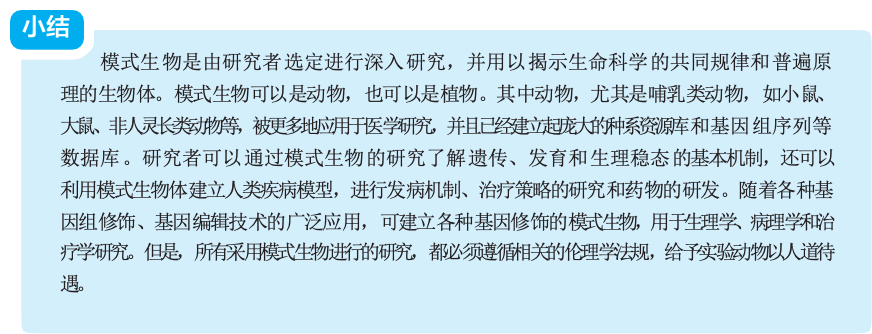 小结
模式生物是由研究者选定进行深入研究，并用以揭示生命科学的共同规律和普遍原
理的生物体。模式生物可以是动物，也可以是植物。其中动物，尤其是哺乳类动物，如小鼠、
大鼠、非人灵长类动物等，被更多地应用于医学研究，并且已经建立起庞大的种系资源库和基因组序列等
数据库。研究者可以通过模式生物的研究了解遗传、发育和生理稳态的基本机制，还可以
利用模式生物体建立人类疾病模型，进行发病机制、治疗策略的研究和药物的研发。随着各种基
因组修饰、基因编辑技术的广泛应用，可建立各种基因修饰的模式生物，用于生理学、病理学和治
疗学研究。但是，所有采用模式生物进行的研究，都必须遵循相关的伦理学法规，给予实验动物以人道待
遇。